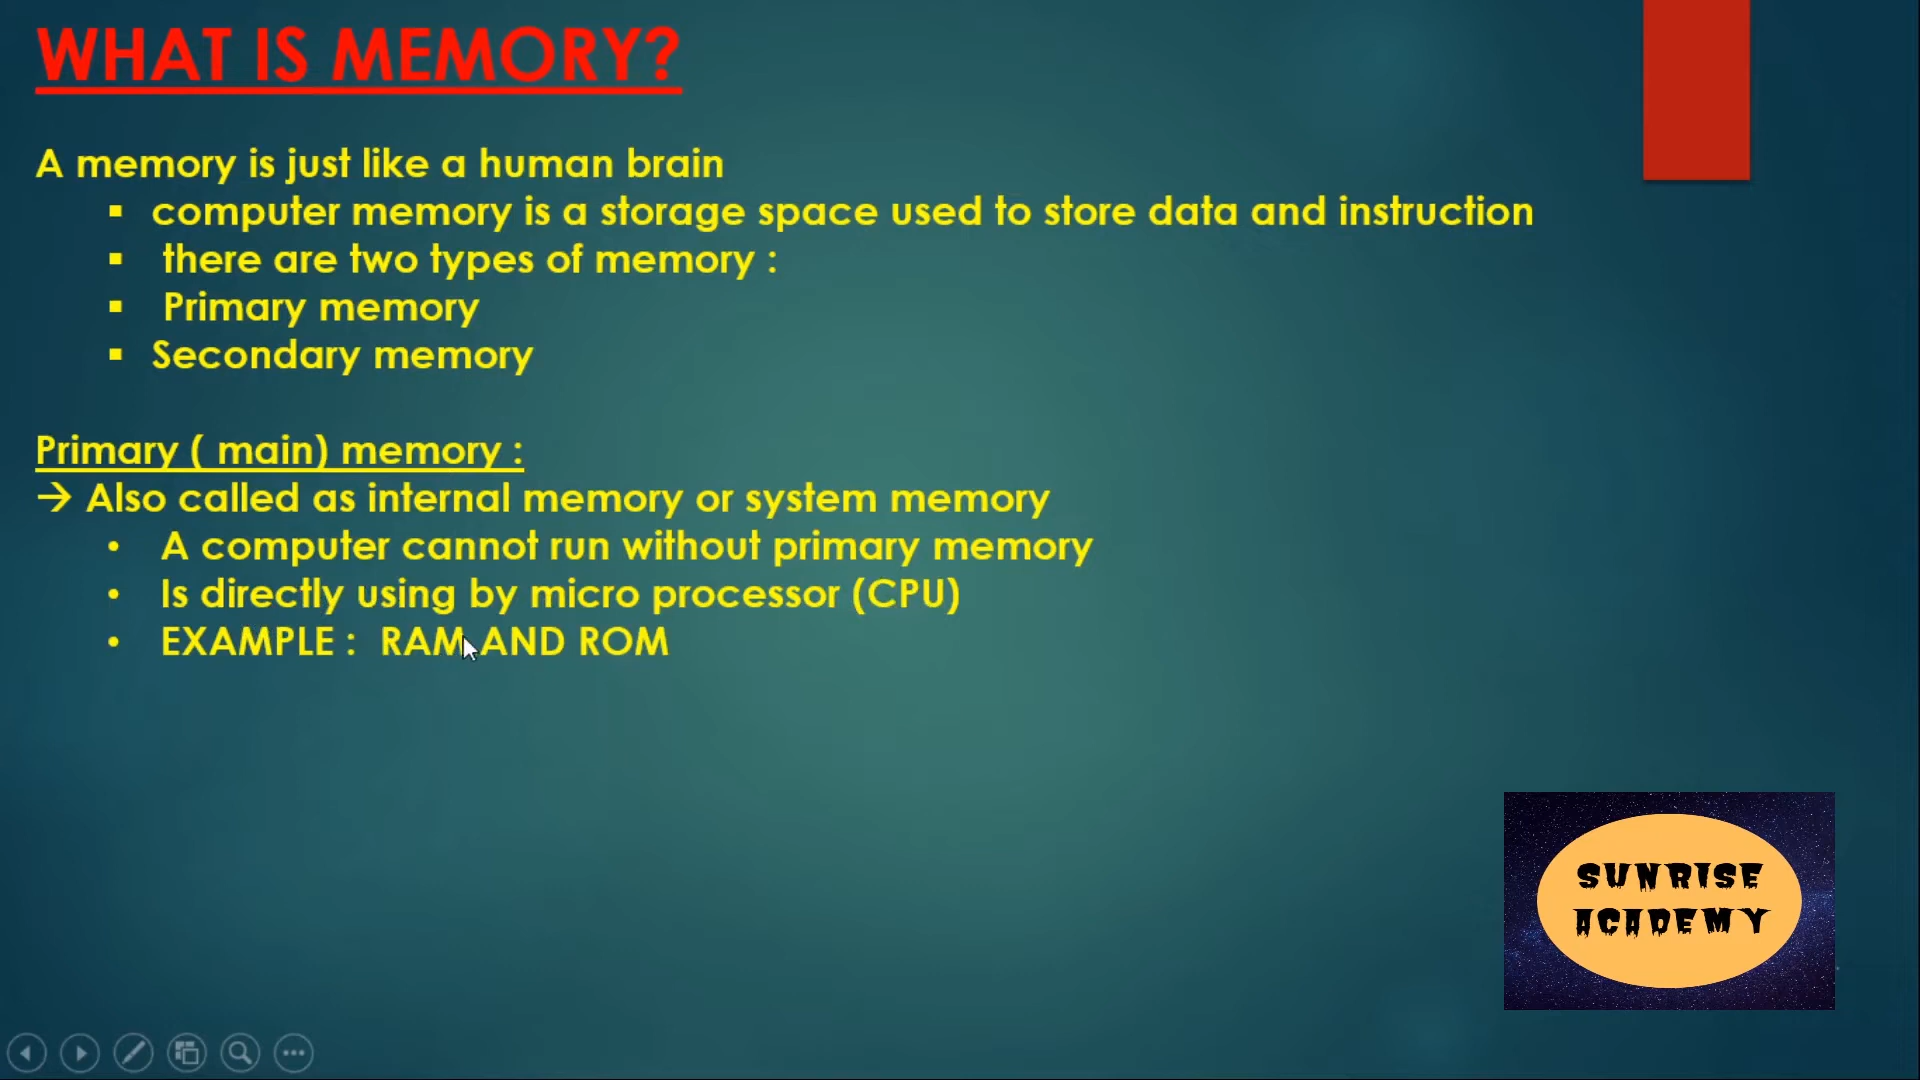 WHAT IS MEMORY?
A memory is just like a human brain
▪ computer memory is a storage space used to store data and instruction
▪ there are two types of memory :
▪ Primary memory
▪ Secondary memory
Primary ( main) memory :
→ Also called as internal memory or system memory
• A computer cannot run without primary memory
• Is directly using by micro processor (CPU)
• EXAMPLE : RAM AND ROM
SUNRISE
ACADEMY